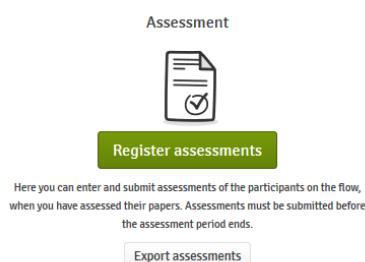 Assessment
Register assessments
Here you can enter and submit assessments of the participants on the flow,
when you have assessed their papers. Assessments must be submitted before
the assessment period ends.
Export assessments